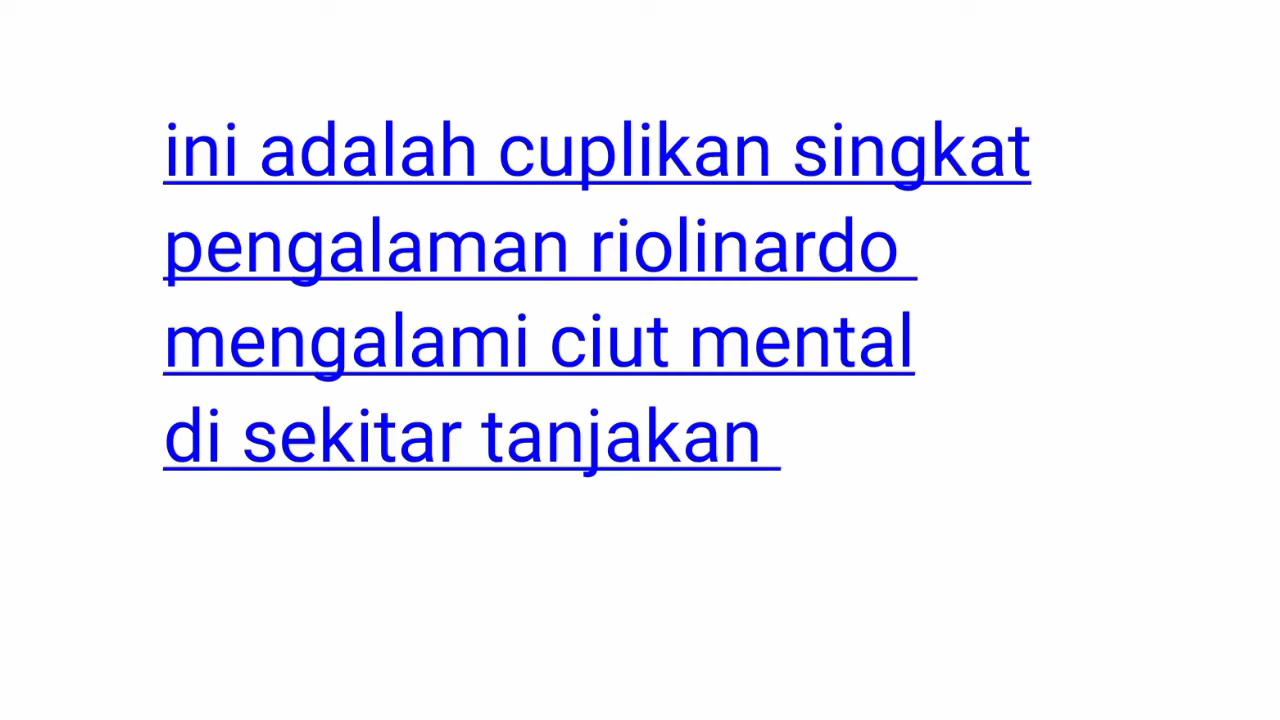 ini adalah cuplikan singkat
pengalaman riolinardo
mengalami ciut mental
di sekitar tanjakan